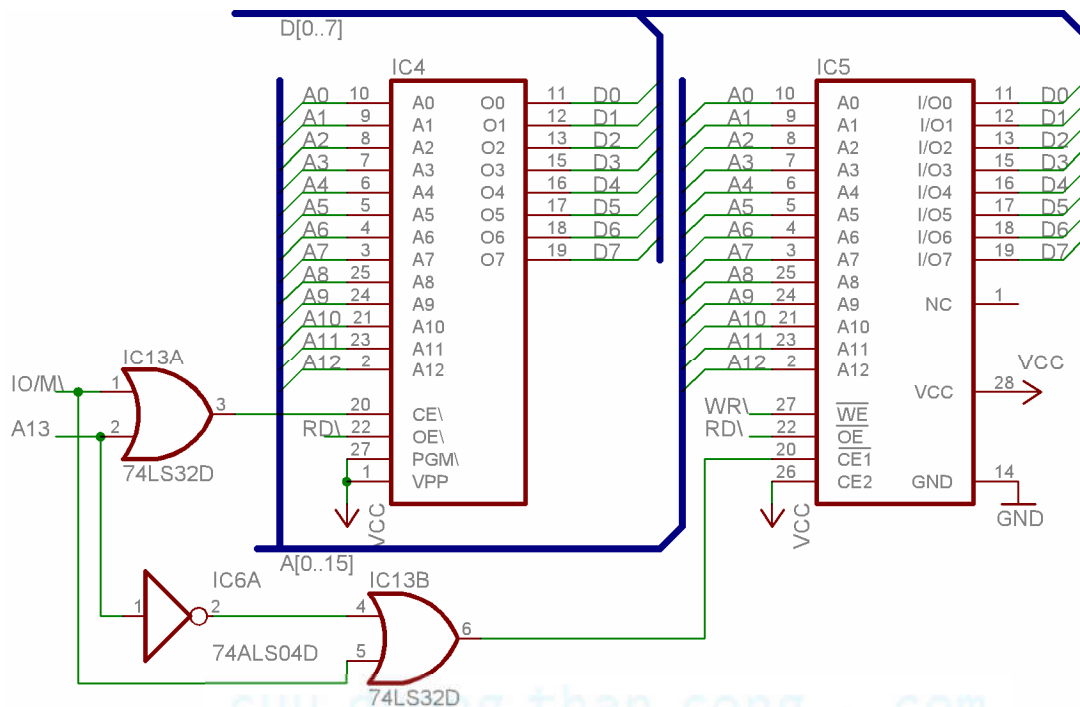 D[0..7]
IC4
A0 10 A0 O0 11 D0
A1 9 A1 O1 12 D1
A2 8 A2 O2 13 D2
A3 7 A3 O3 15 D3
A4 6 A4 O4 16 D4
A5 5 A5 O5 17 D5
A6 4 A6 O6 18 D6
A7 3 A7 O7 19 D7
A8 25 A8
A9 24 A9
A10 21 A10
A11 23 A11
A12 2 A12
20 CE\
RD\ 22 OE\
27 PGM\
1 VPP
VCC
IC5
A0 10 A0 I/O0 11 D0
A1 9 A1 I/O1 12 D1
A2 8 A2 I/O2 13 D2
A3 7 A3 I/O3 15 D3
A4 6 A4 I/O4 16 D4
A5 5 A5 I/O5 17 D5
A6 4 A6 I/O6 18 D6
A7 3 A7 I/O7 19 D7
A8 25 A8
A9 24 A9 NC 1
A10 21 A10
A11 23 A11
A12 2 A12
VCC 28 VCC
WR\ 27 WE
RD\ 22 OE
20 CE1
26 CE2 GND 14
VCC
GND
IC13A
IO/M\ 1
3
A13 2
74LS32D
A[0..15]
IC6A
1 2
74ALS04D
IC13B
4
6
5
74LS32D